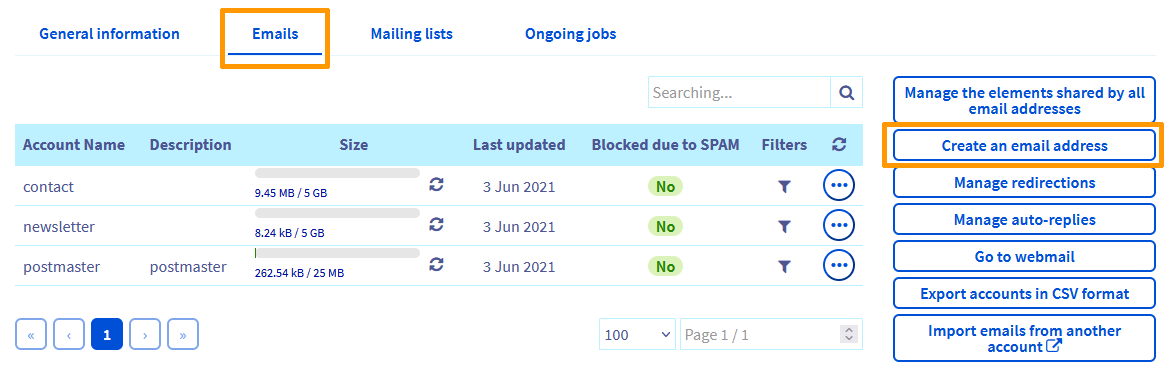 General information Emails Mailing lists Ongoing jobs
Searching...
Account Name Description Size Last updated Blocked due to SPAM Filters
contact 9.45 MB / 5 GB 3 Jun 2021 No
newsletter 8.24 kB / 5 GB 3 Jun 2021 No
postmaster postmaster 262.54 kB / 25 MB 3 Jun 2021 No
« ‹ 1 › » 100 Page 1 / 1
Manage the elements shared by all
email addresses
Create an email address
Manage redirections
Manage auto-replies
Go to webmail
Export accounts in CSV format
Import emails from another
account